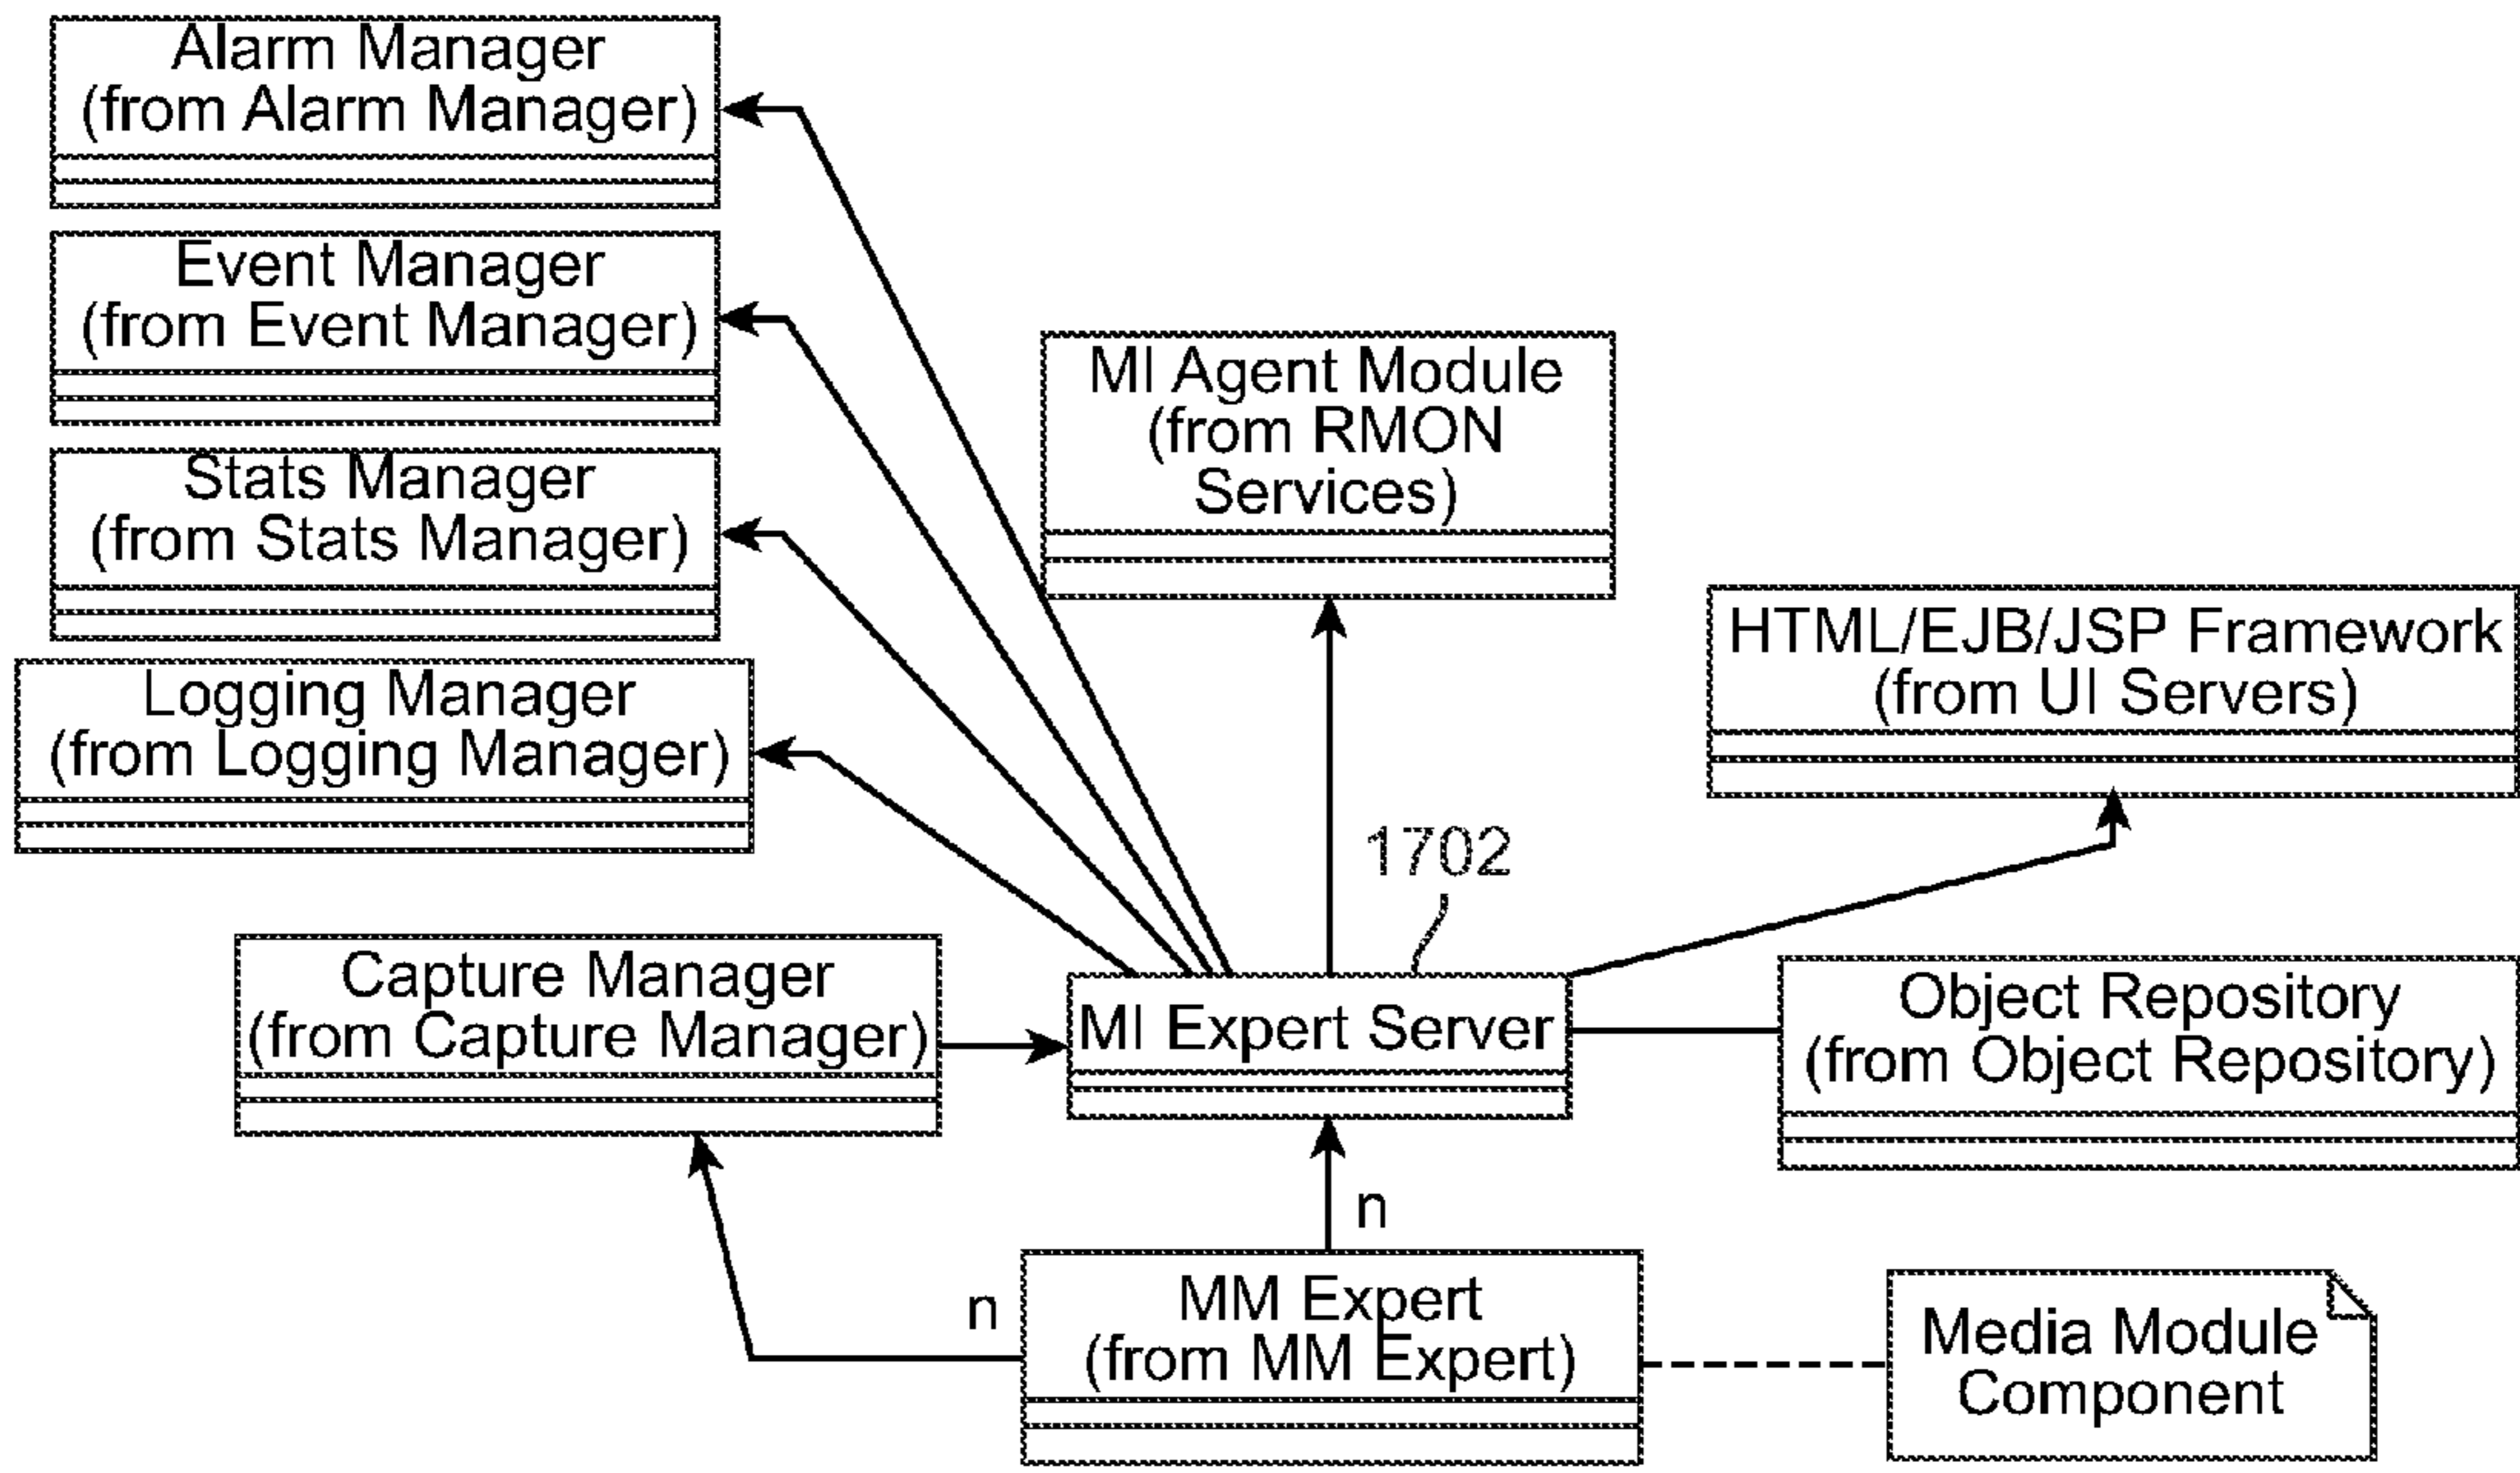 Alarm Manager
(from Alarm Manager)
Event Manager
(from Event Manager)
Stats Manager
(from Stats Manager)
Logging Manager
(from Logging Manager)
MI Agent Module
(from RMON
Services)
HTML/EJB/JSP Framework
(from UI Servers)
1702
Capture Manager
(from Capture Manager)
MI Expert Server
Object Repository
(from Object Repository)
n
n
MM Expert
(from MM Expert)
Media Module
Component